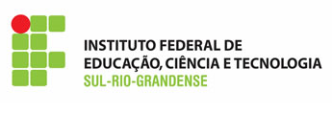 INSTITUTO FEDERAL DE
EDUCAÇÃO, CIÊNCIA E TECNOLOGIA
SUL-RIO-GRANDENSE